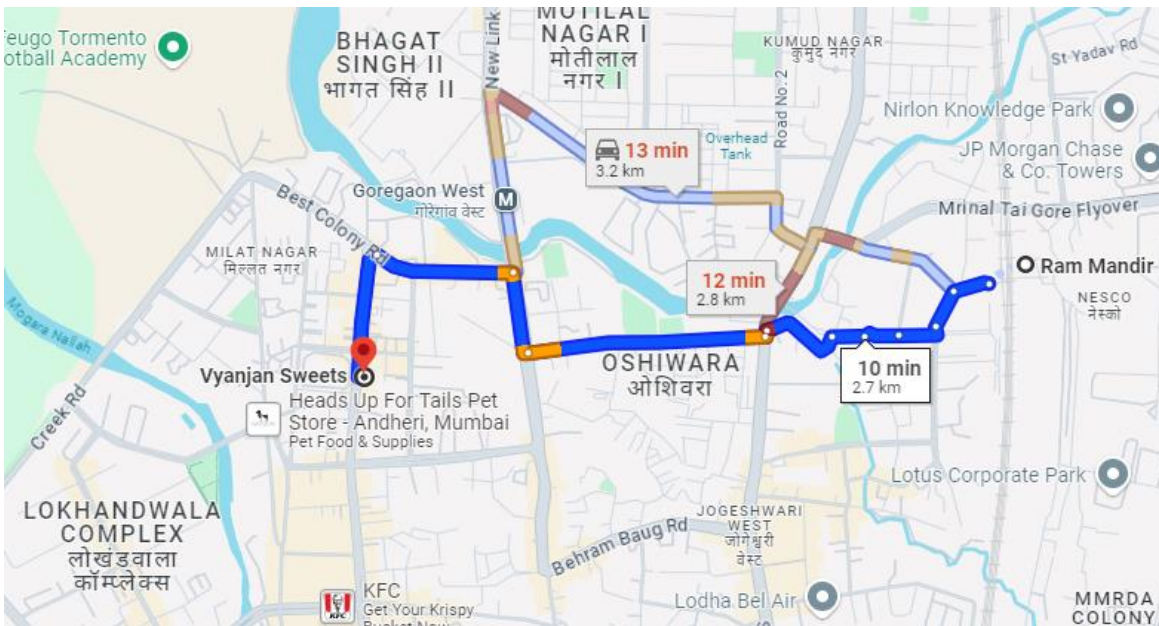 Feugo Tormento
Football Academy
BHAGAT
SINGH II
भागत सिंह II
New Link
MOTILAL
NAGAR I
मोतीलाल
नगर I
KUMUD NAGAR
कुमुद नगर
St Yadav Rd
Road No. 2
Nirlon Knowledge Park
Overhead
Tank
13 min
3.2 km
JP Morgan Chase
& Co. Towers
Mrinal Tai Gore Flyover
Goregaon West
गोरेगांव वेस्ट
M
Best Colony Rd
MILAT NAGAR
मिल्लत नगर
Mogara Nallah
12 min
2.8 km
Ram Mandir
NESCO
नेस्को
OSHIWARA
ओशिवरा
10 min
2.7 km
Vyanjan Sweets
Heads Up For Tails Pet
Store - Andheri, Mumbai
Pet Food & Supplies
Creek Rd
LOKHANDWALA
COMPLEX
लोखंडवाला
कॉम्प्लेक्स
Lotus Corporate Park
JOGESHWARI
WEST
जोगेश्वरी
वेस्ट
Behram Baug Rd
KFC
KFC
Get Your Krispy
Bucket Now
Lodha Bel Air
MMRDA
COLONY